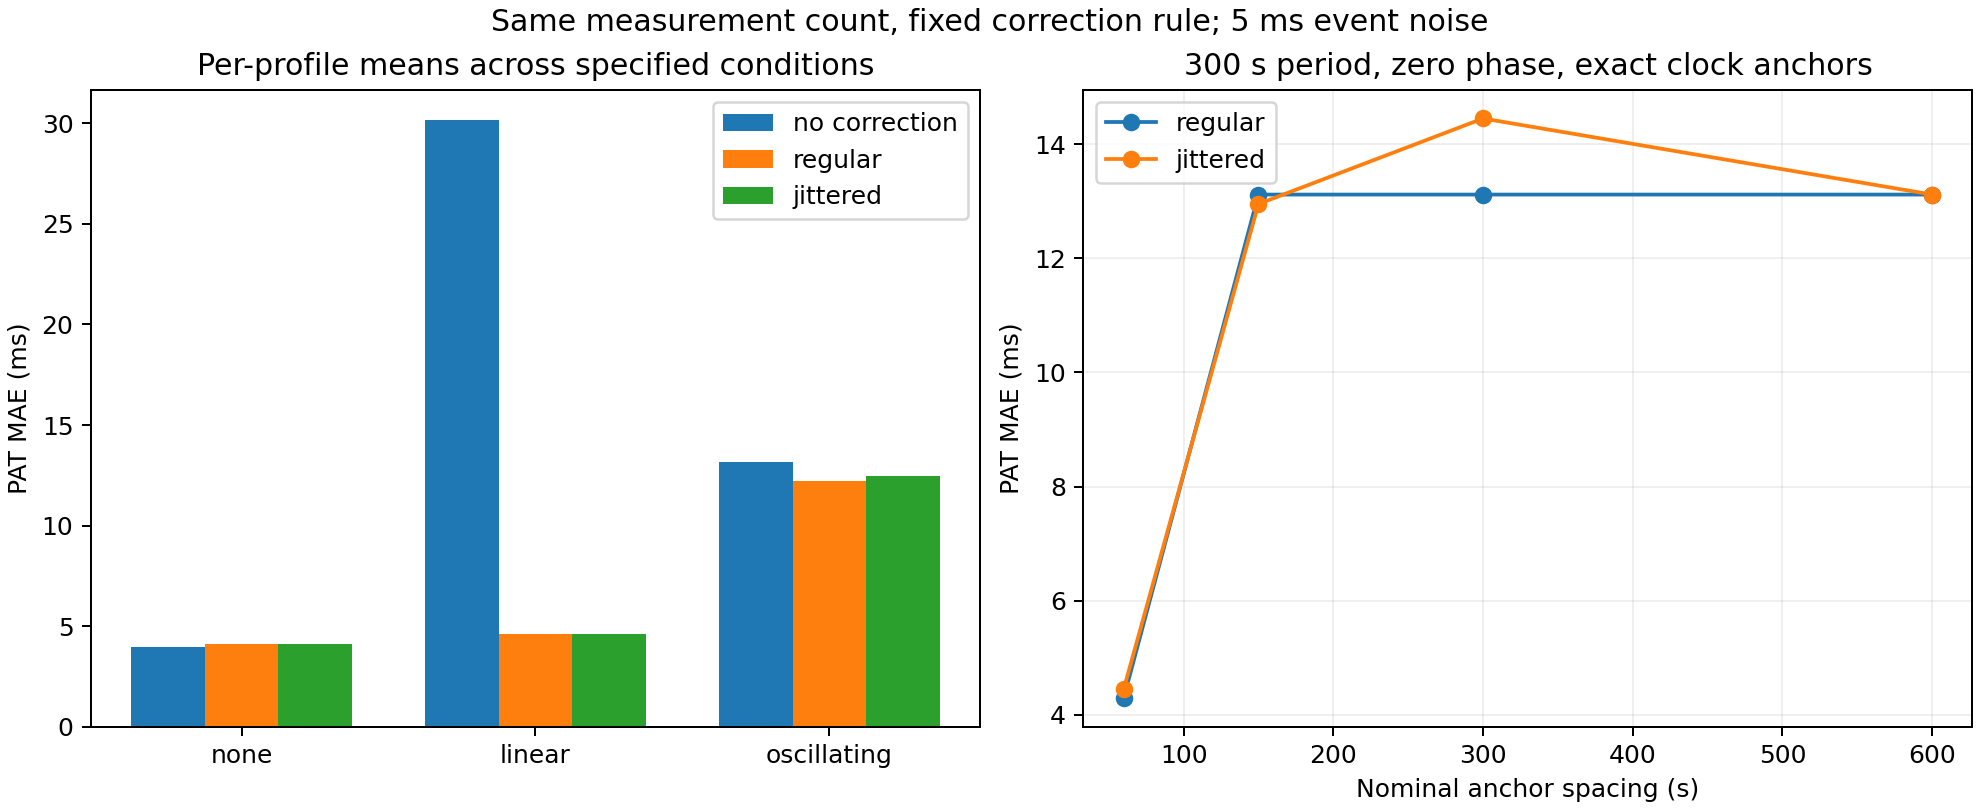 Same measurement count, fixed correction rule; 5 ms event noise
Per-profile means across specified conditions
PAT MAE (ms)
30
25
20
15
10
5
0
no correction
regular
jittered
none
linear
oscillating
300 s period, zero phase, exact clock anchors
PAT MAE (ms)
14
12
10
8
6
4
regular
jittered
100
200
300
400
500
600
Nominal anchor spacing (s)